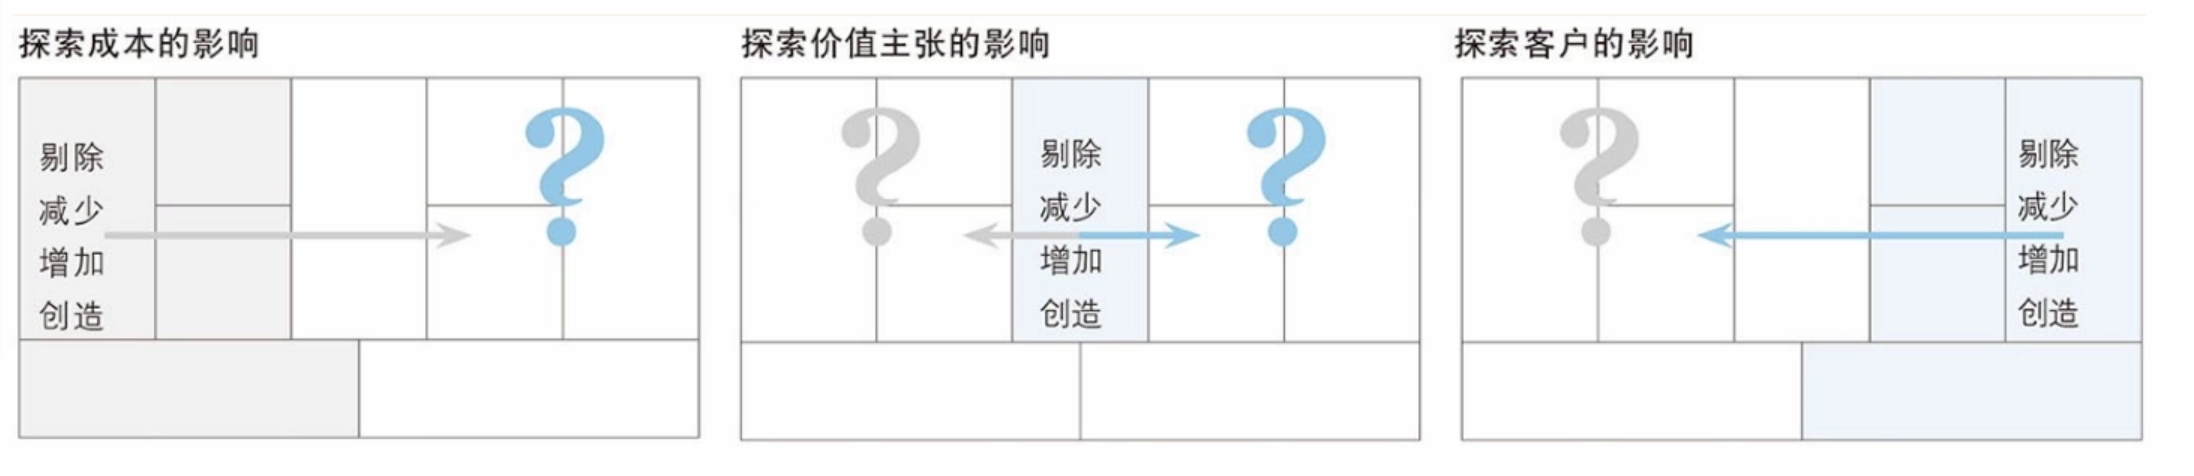 探索成本的影响
剔除
减少
增加
创造
?
探索价值主张的影响
?
剔除
减少
增加
创造
?
探索客户的影响
?
剔除
减少
增加
创造